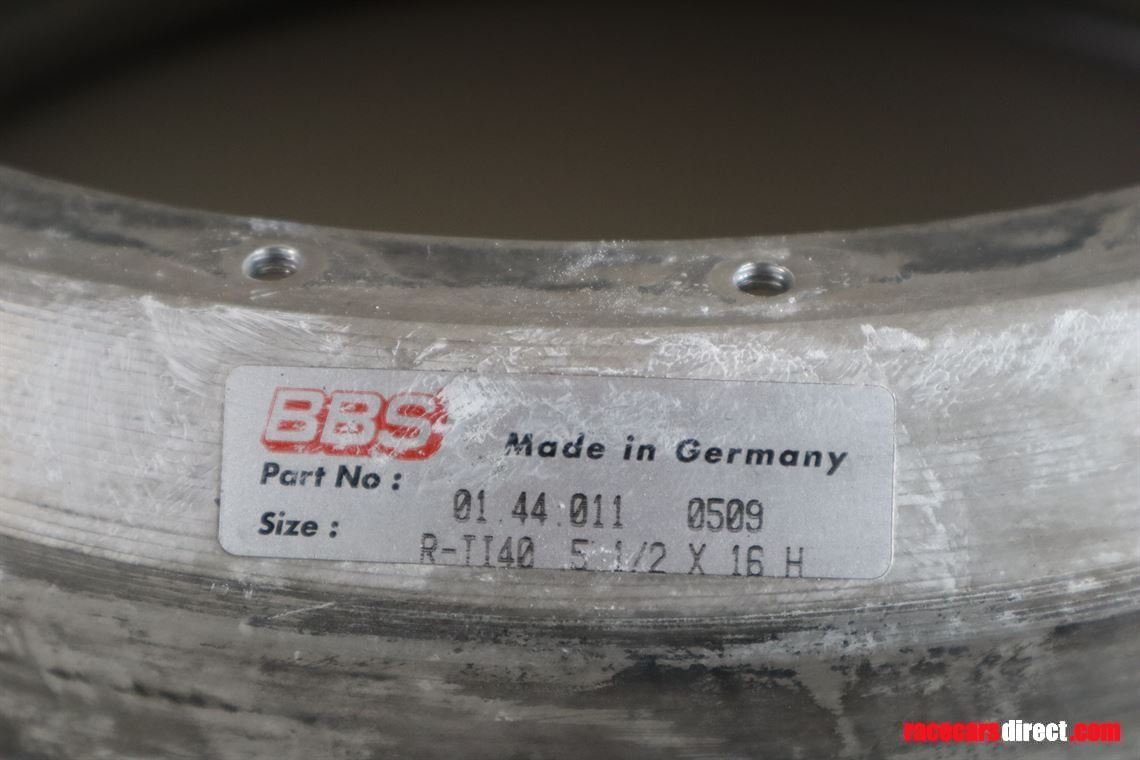 BBS Made in Germany
Part No : 01.44.011 0509
Size : R-TI40 5 1/2 X 16 H
racecarsdirect.com